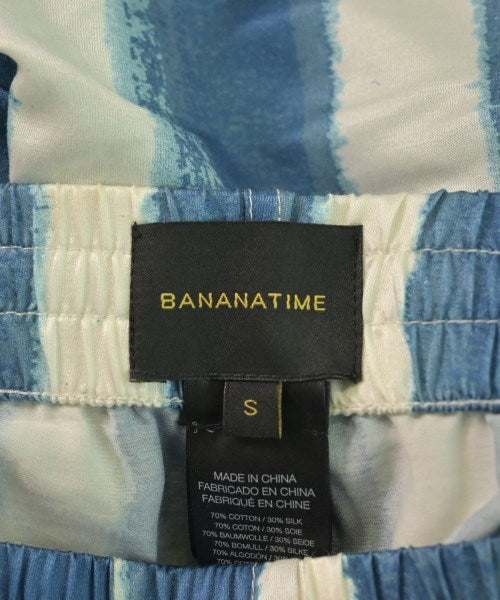 BANANATIME
S
MADE IN CHINA
FABRICADO EN CHINA
FABRIQUÉ EN CHINE
70% COTTON / 30% SILK
70% COTON / 30% SOIE
70% BAUMWOLLE / 30% SEIDE
70% BOMULL / 30% SILKE
70% ALGODÓN / 30%